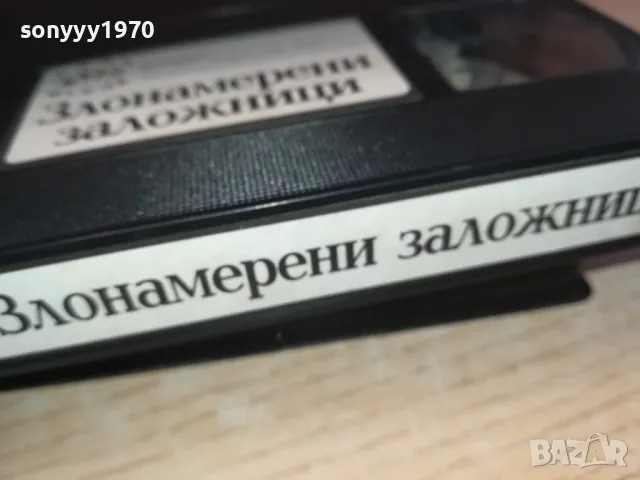 sonyyy1970
Злонамерени
заложници
Злонамерени заложниц
BAZAR